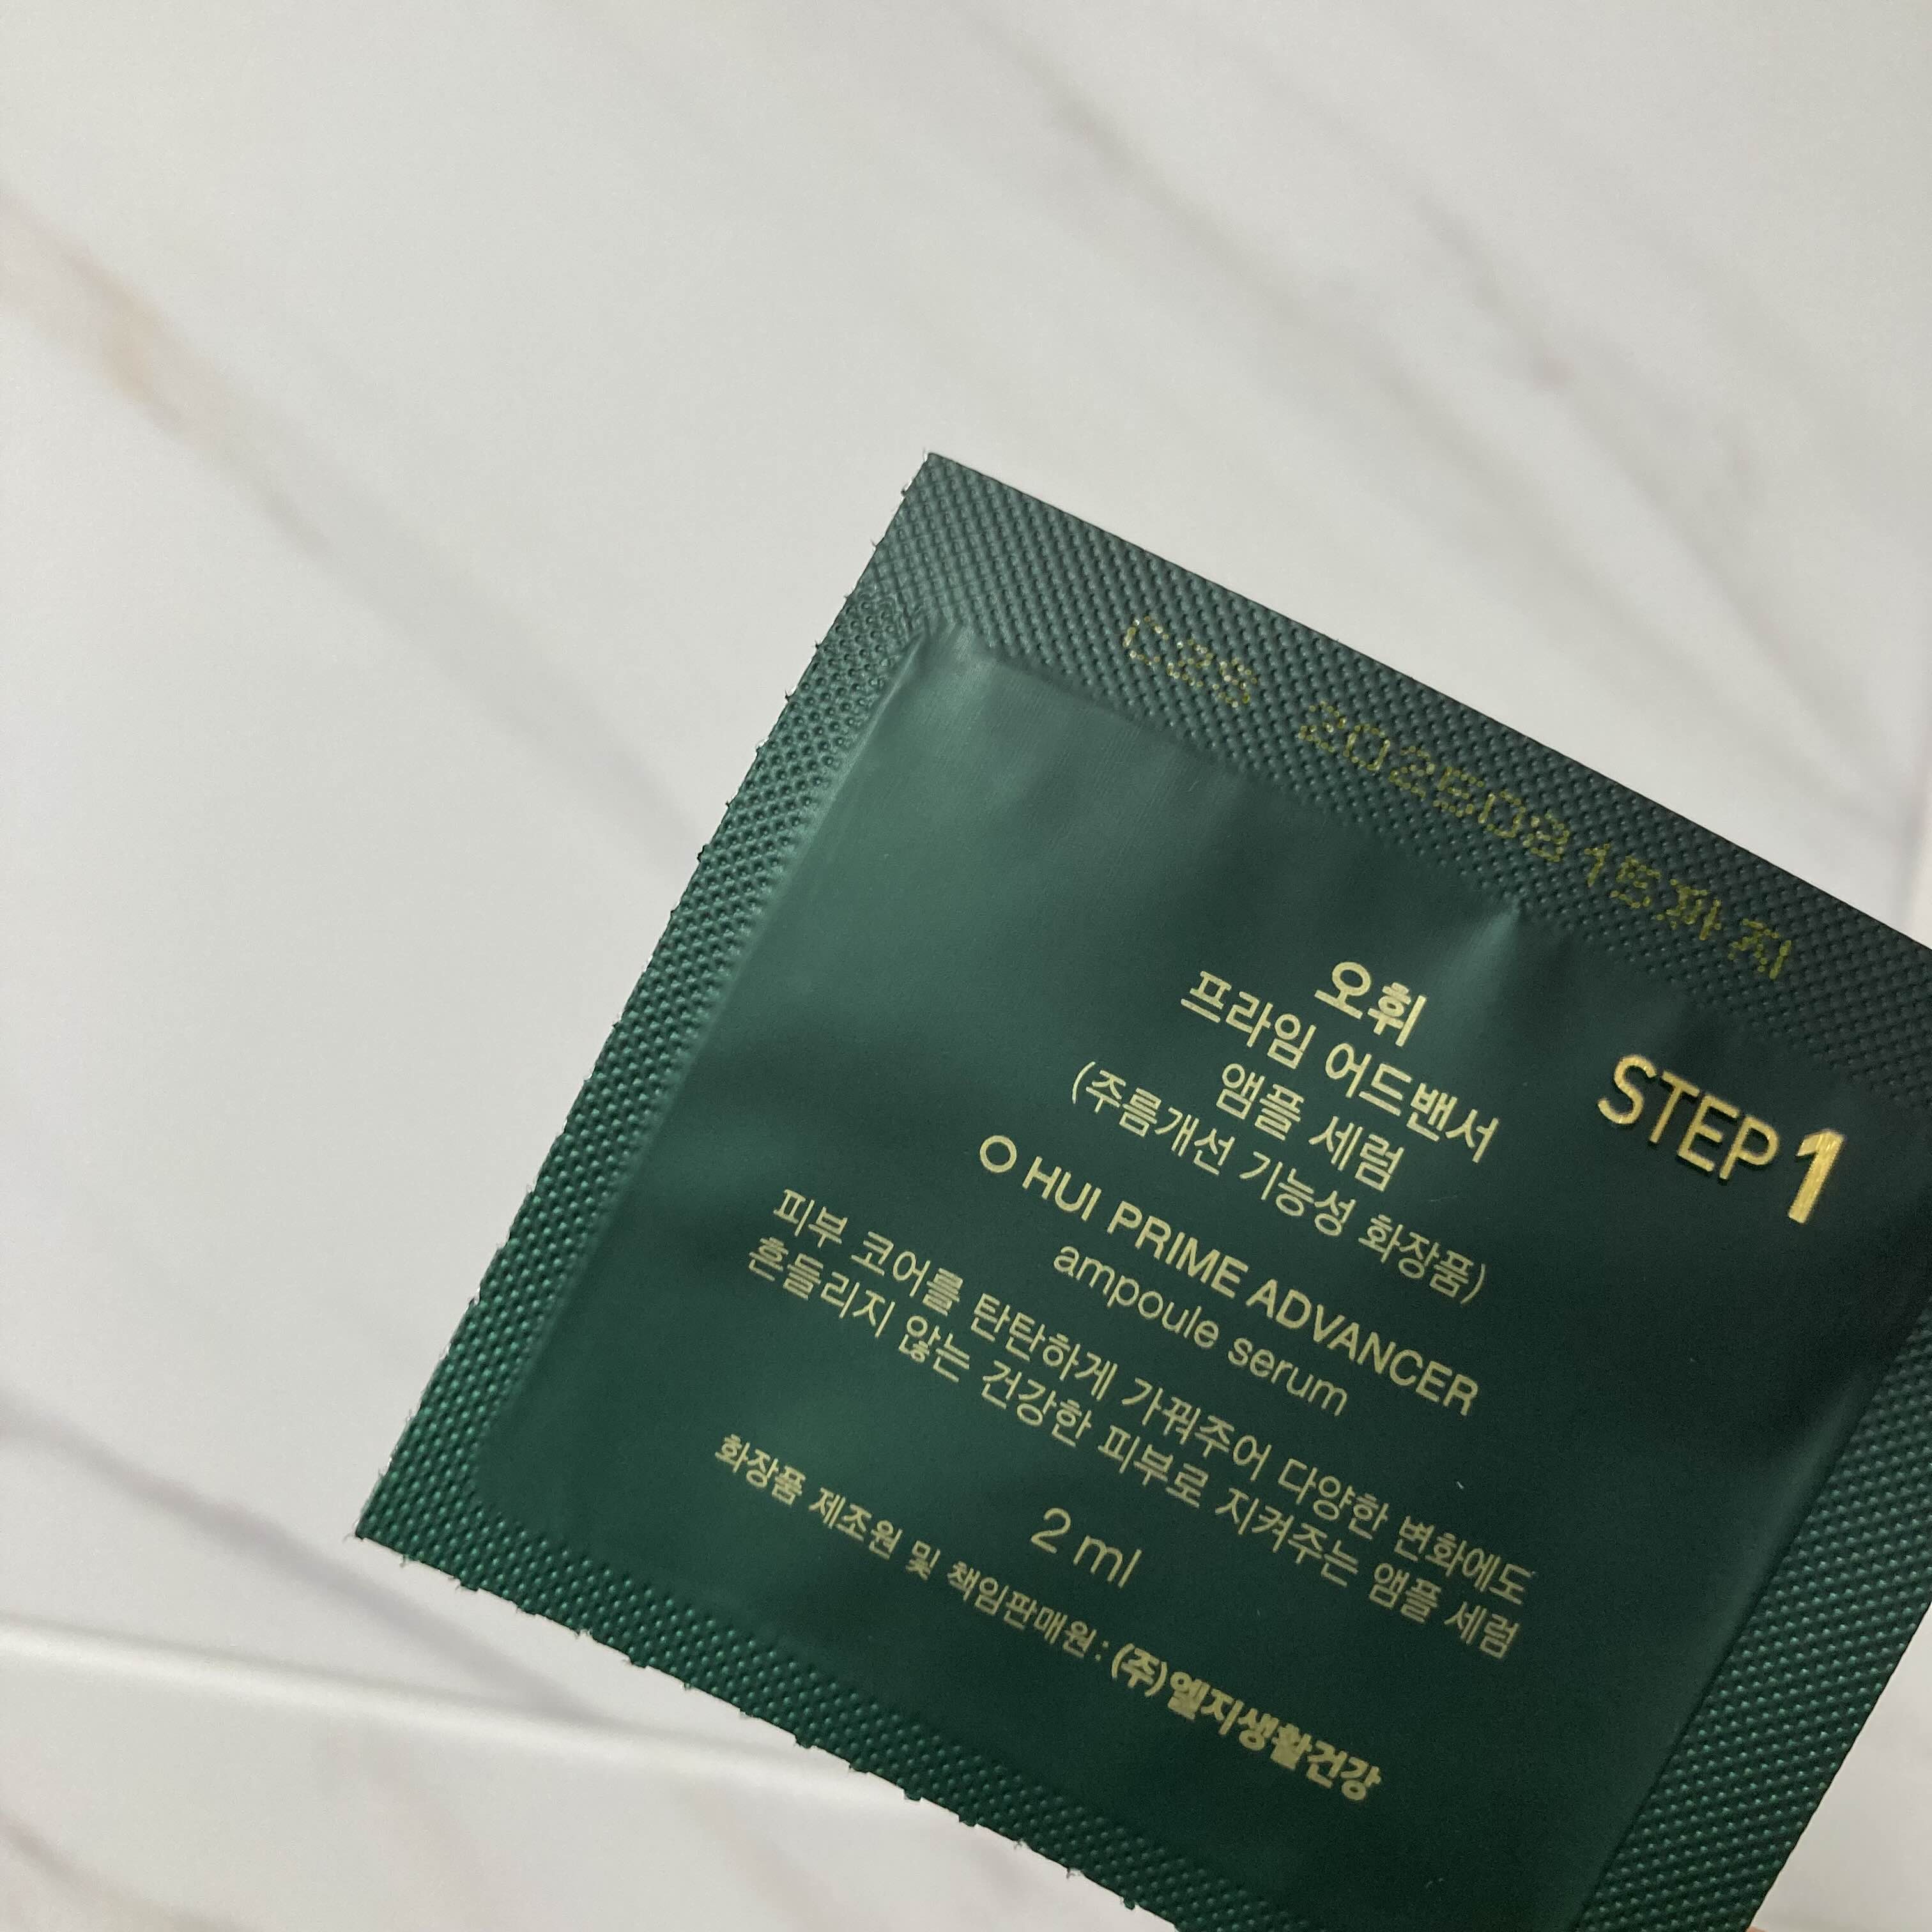 C2S 20250815까지
오휘
프라임 어드밴서
앰플 세럼
(주름개선 기능성 화장품)
O HUI PRIME ADVANCER
ampoule serum
피부 코어를 탄탄하게 가꿔주어 다양한 변화에도
흔들리지 않는 건강한 피부로 지켜주는 앰플 세럼
2 ml
화장품 제조원 및 책임판매원 : (주)엘지생활건강
STEP 1